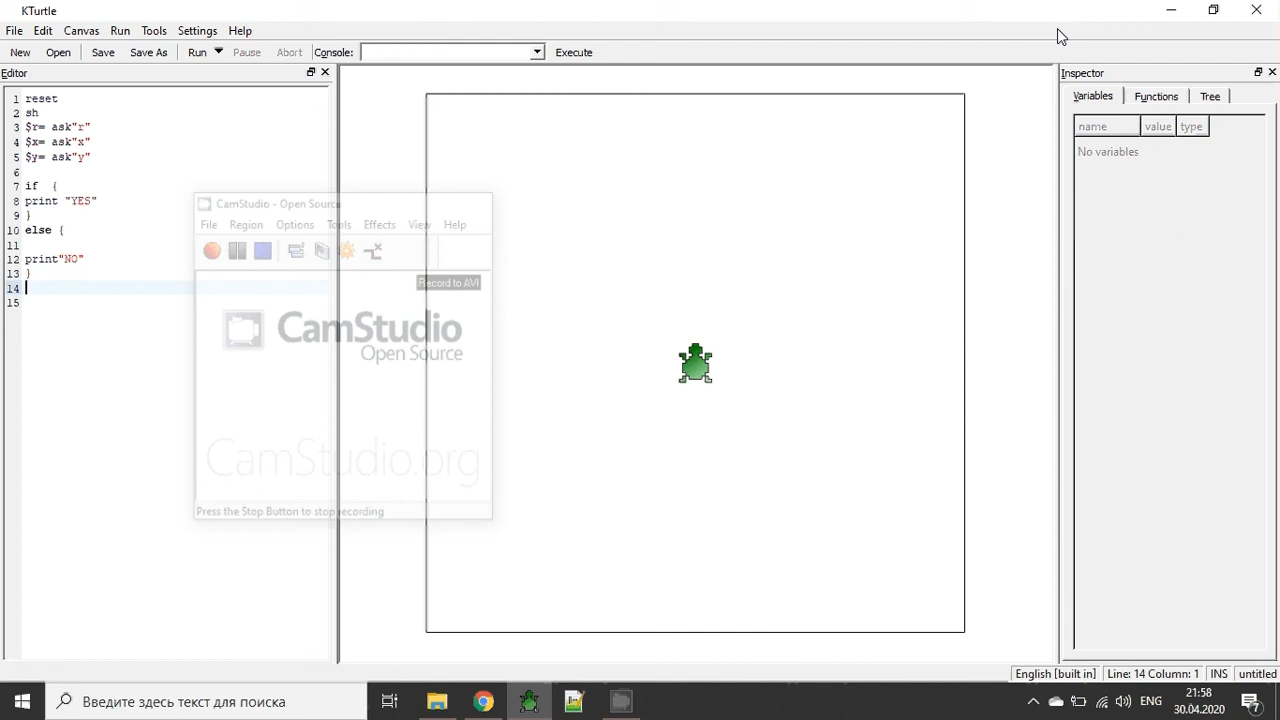 KTurtle
File Edit Canvas Run Tools Settings Help
New Open Save Save As Run Pause Abort Console: Execute
Editor
1 reset
2 sh
3 $r= ask"r"
4 $x= ask"x"
5 $y= ask"y"
6
7 if {
8 print "YES"
9 }
10 else {
11
12 print"NO"
13 }
14
15
CamStudio - Open Source
File Region Options Tools Effects View Help
Record to AVI
CamStudio
Open Source
CamStudio.org
Press the Stop Button to stop recording
Inspector
Variables Functions Tree
name value type
No variables
English [built in] Line: 14 Column: 1 INS untitled
Введите здесь текст для поиска
ENG
21:58
30.04.2020
7